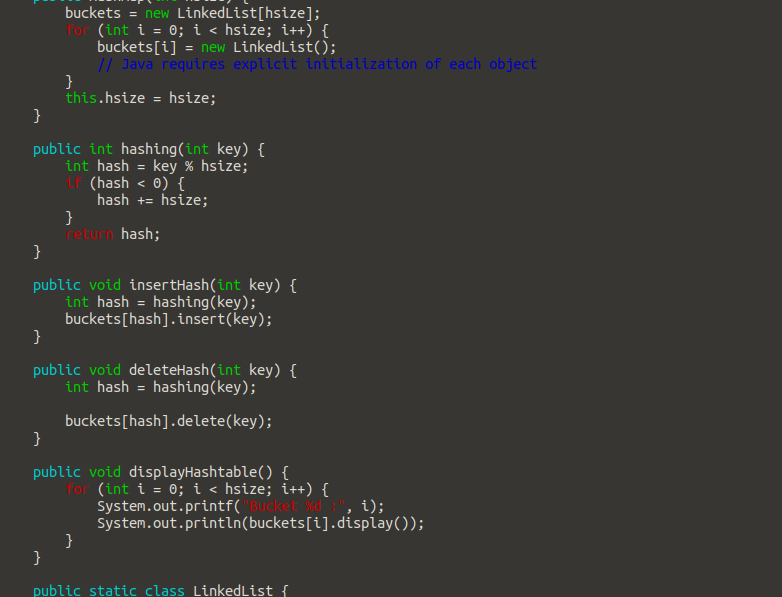 buckets = new LinkedList[hsize];
for (int i = 0; i < hsize; i++) {
buckets[i] = new LinkedList();
// Java requires explicit initialization of each object
}
this.hsize = hsize;
}
public int hashing(int key) {
int hash = key % hsize;
if (hash < 0) {
hash += hsize;
}
return hash;
}
public void insertHash(int key) {
int hash = hashing(key);
buckets[hash].insert(key);
}
public void deleteHash(int key) {
int hash = hashing(key);
buckets[hash].delete(key);
}
public void displayHashtable() {
for (int i = 0; i < hsize; i++) {
System.out.printf("Bucket %d :", i);
System.out.println(buckets[i].display());
}
}
public static class LinkedList {